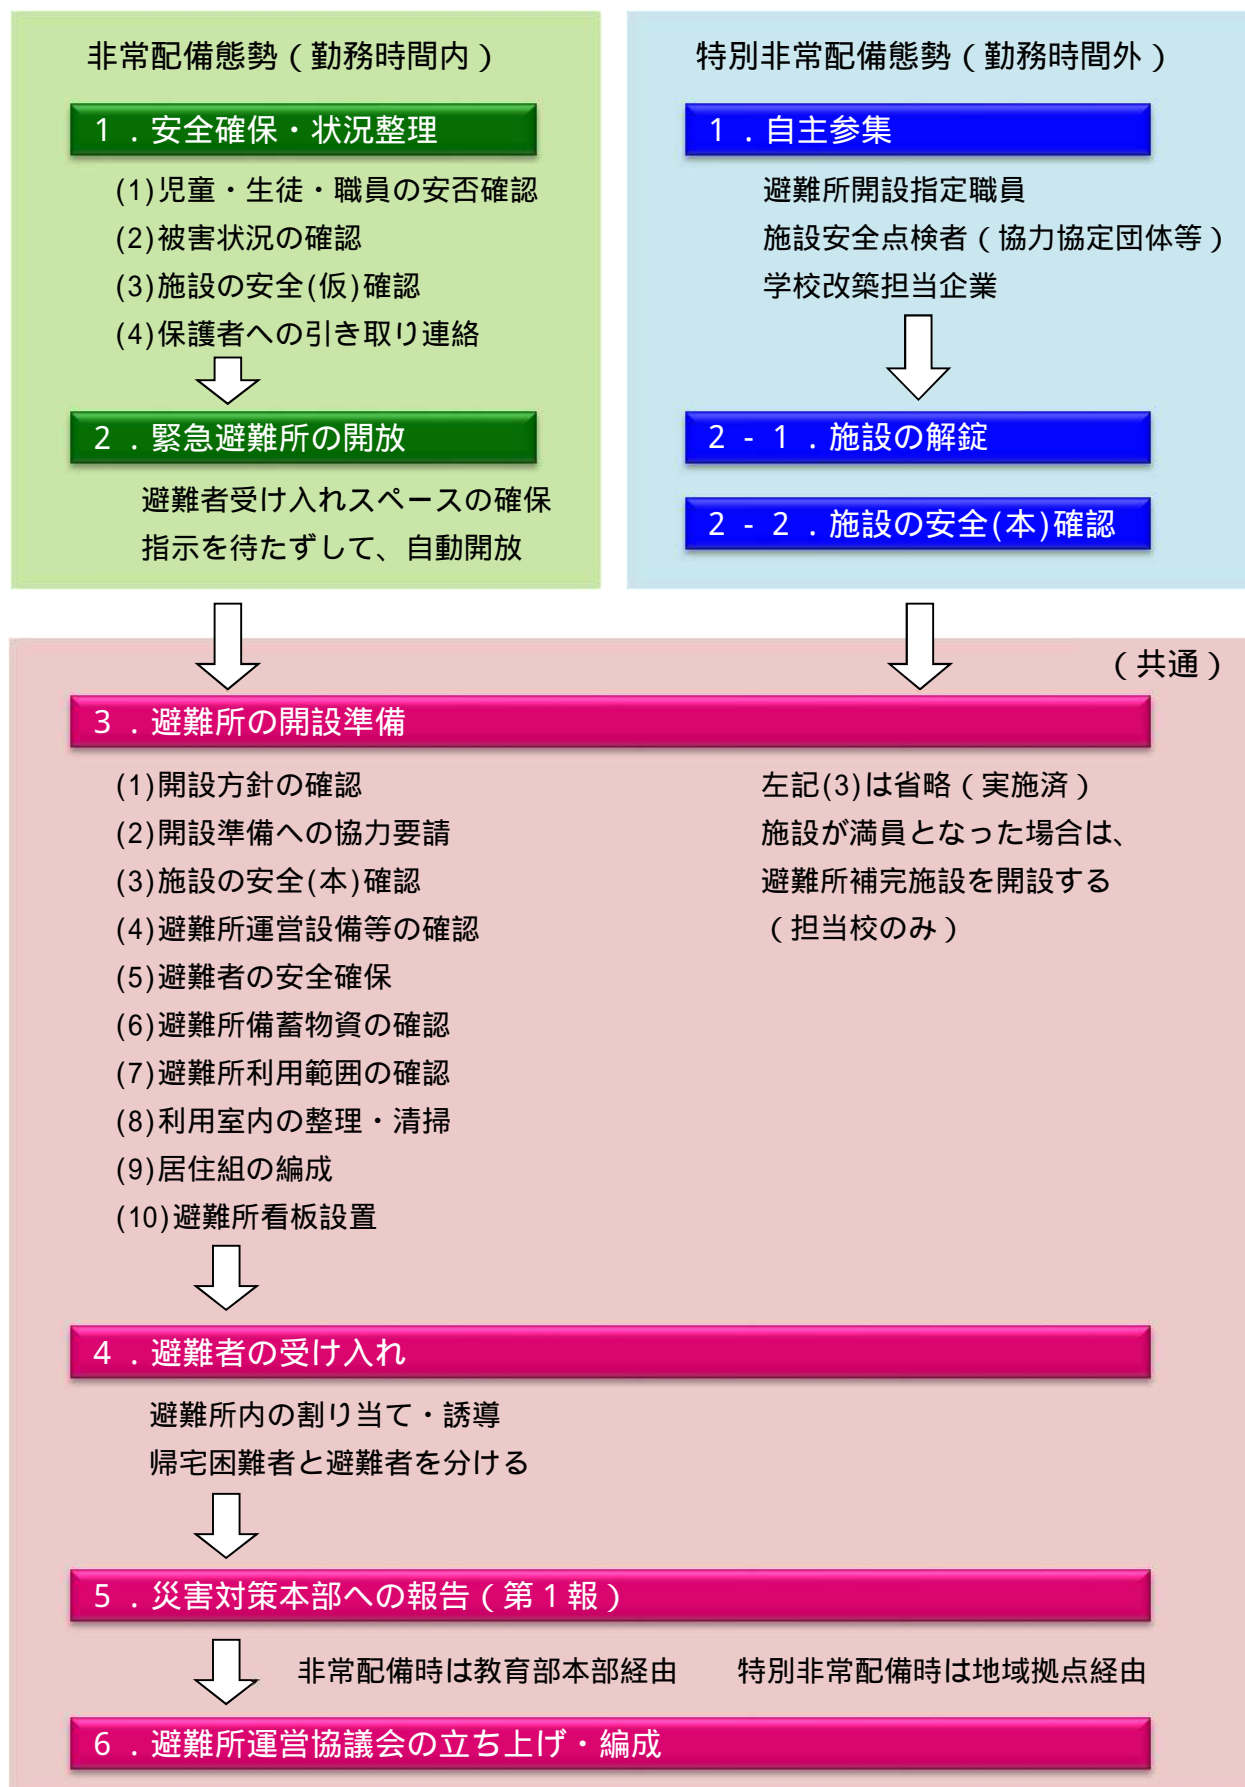 非常配備態勢（勤務時間内）
1．安全確保・状況整理
(1)児童・生徒・職員の安否確認
(2)被害状況の確認
(3)施設の安全(仮)確認
(4)保護者への引き取り連絡
2．緊急避難所の開放
避難者受け入れスペースの確保
指示を待たずして、自動開放
特別非常配備態勢（勤務時間外）
1．自主参集
避難所開設指定職員
施設安全点検者（協力協定団体等）
学校改築担当企業
2-1．施設の解錠
2-2．施設の安全(本)確認
（共通）
3．避難所の開設準備
(1)開設方針の確認
(2)開設準備への協力要請
(3)施設の安全(本)確認
(4)避難所運営設備等の確認
(5)避難者の安全確保
(6)避難所備蓄物資の確認
(7)避難所利用範囲の確認
(8)利用室内の整理・清掃
(9)居住組の編成
(10)避難所看板設置
左記(3)は省略（実施済）
施設が満員となった場合は、
避難所補完施設を開設する
（担当校のみ）
4．避難者の受け入れ
避難所内の割り当て・誘導
帰宅困難者と避難者を分ける
5．災害対策本部への報告（第1報）
非常配備時は教育部本部経由　特別非常配備時は地域拠点経由
6．避難所運営協議会の立ち上げ・編成